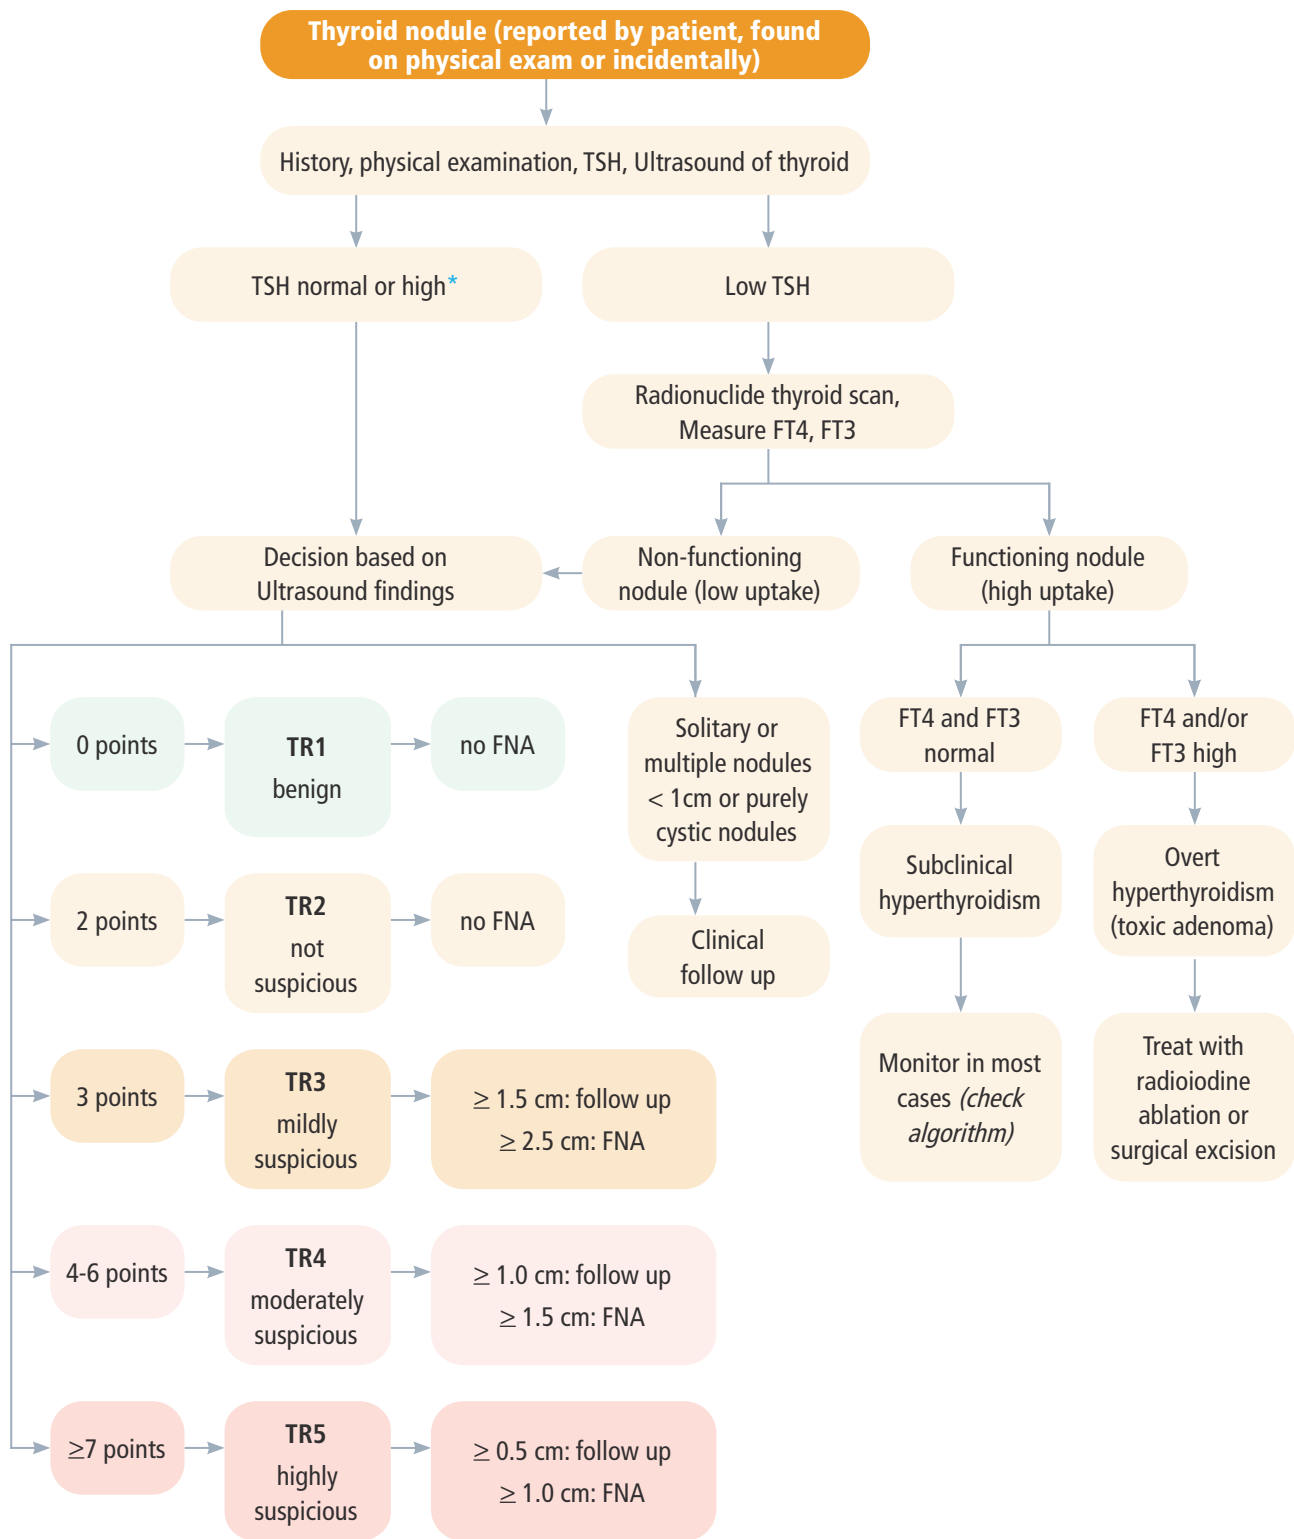 Thyroid nodule (reported by patient, found
on physical exam or incidentally)
History, physical examination, TSH, Ultrasound of thyroid
TSH normal or high*
Low TSH
Radionuclide thyroid scan,
Measure FT4, FT3
Decision based on
Ultrasound findings
Non-functioning
nodule (low uptake)
Functioning nodule
(high uptake)
0 points
TR1
benign
no FNA
Solitary or
multiple nodules
< 1cm or purely
cystic nodules
FT4 and FT3
normal
FT4 and/or
FT3 high
2 points
TR2
not
suspicious
no FNA
Clinical
follow up
Subclinical
hyperthyroidism
Overt
hyperthyroidism
(toxic adenoma)
3 points
TR3
mildly
suspicious
≥ 1.5 cm: follow up
≥ 2.5 cm: FNA
Monitor in most
cases (check
algorithm)
Treat with
radioiodine
ablation or
surgical excision
4-6 points
TR4
moderately
suspicious
≥ 1.0 cm: follow up
≥ 1.5 cm: FNA
≥7 points
TR5
highly
suspicious
≥ 0.5 cm: follow up
≥ 1.0 cm: FNA